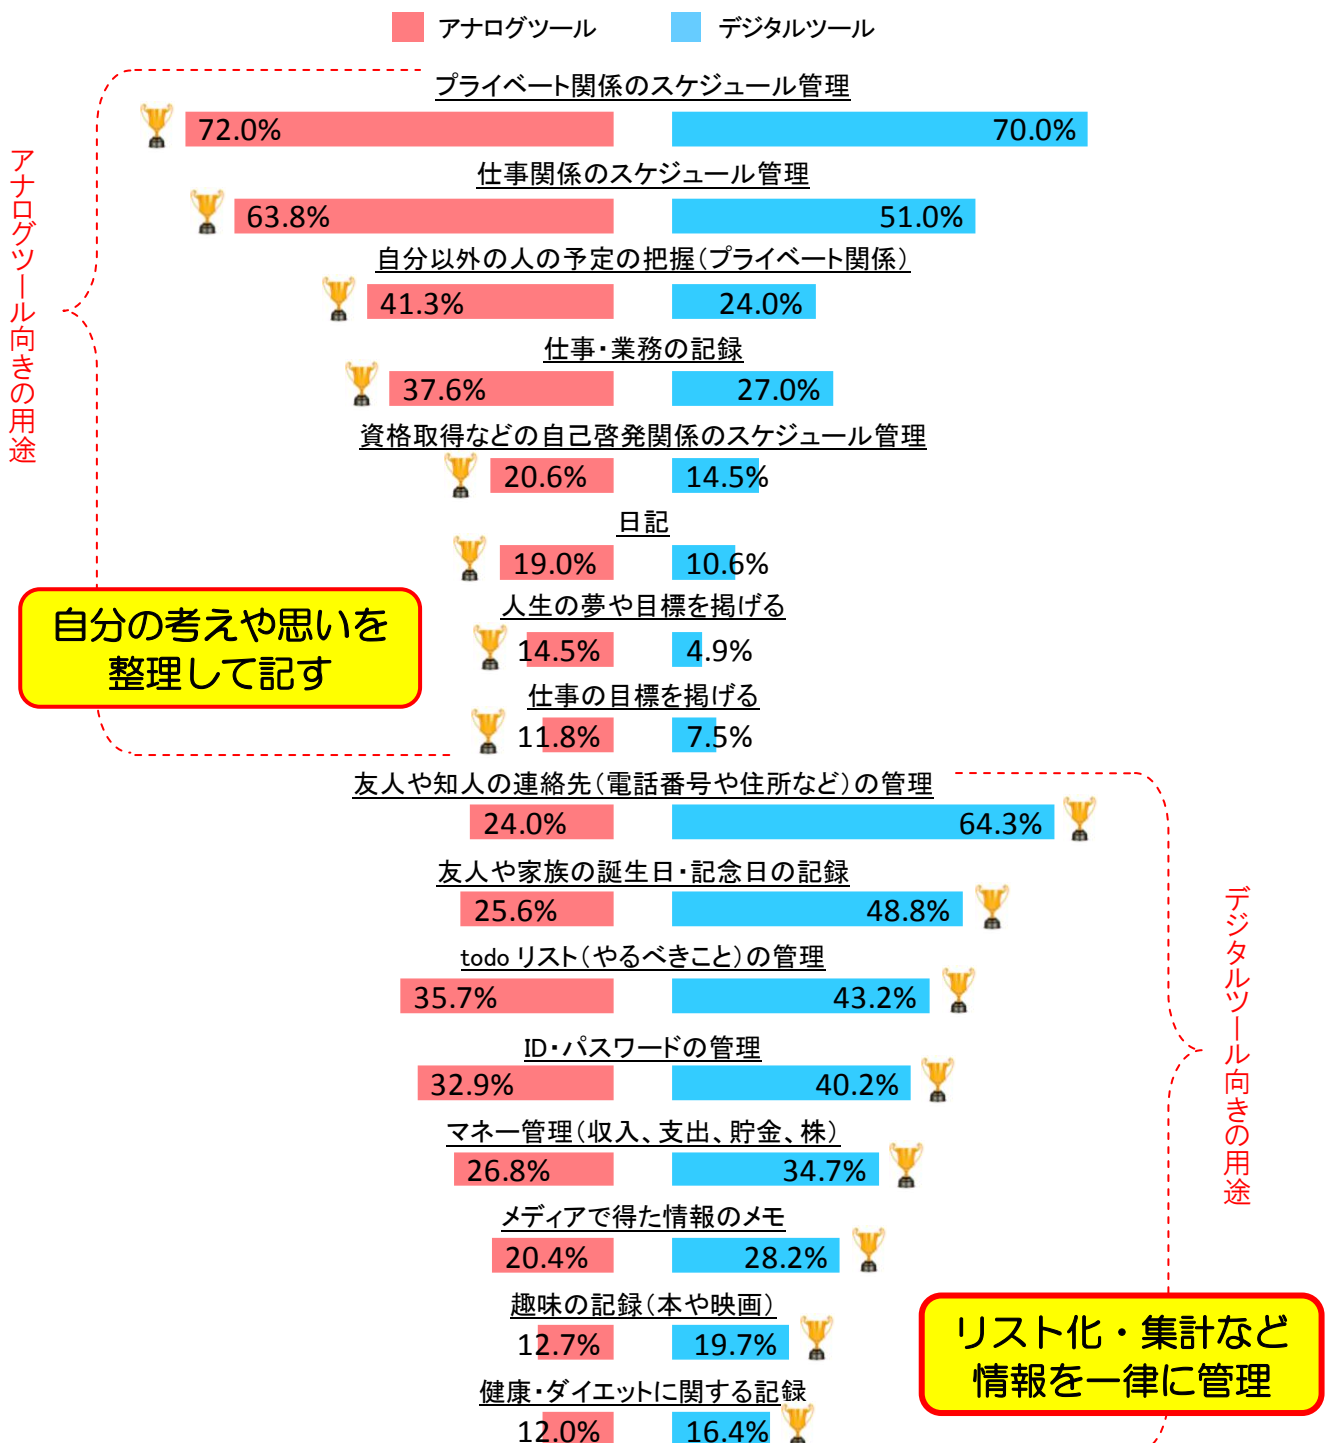 アナログツール
デジタルツール
プライベート関係のスケジュール管理
72.0%
70.0%
仕事関係のスケジュール管理
63.8%
51.0%
自分以外の人の予定の把握(プライベート関係)
41.3%
24.0%
仕事・業務の記録
37.6%
27.0%
資格取得などの自己啓発関係のスケジュール管理
20.6%
14.5%
日記
19.0%
10.6%
人生の夢や目標を掲げる
14.5%
4.9%
仕事の目標を掲げる
11.8%
7.5%
アナログツール向きの用途
自分の考えや思いを
整理して記す
友人や知人の連絡先(電話番号や住所など)の管理
24.0%
64.3%
友人や家族の誕生日・記念日の記録
25.6%
48.8%
todo リスト(やるべきこと)の管理
35.7%
43.2%
ID・パスワードの管理
32.9%
40.2%
マネー管理(収入、支出、貯金、株)
26.8%
34.7%
メディアで得た情報のメモ
20.4%
28.2%
趣味の記録(本や映画)
12.7%
19.7%
健康・ダイエットに関する記録
12.0%
16.4%
デジタルツール向きの用途
リスト化・集計など
情報を一律に管理